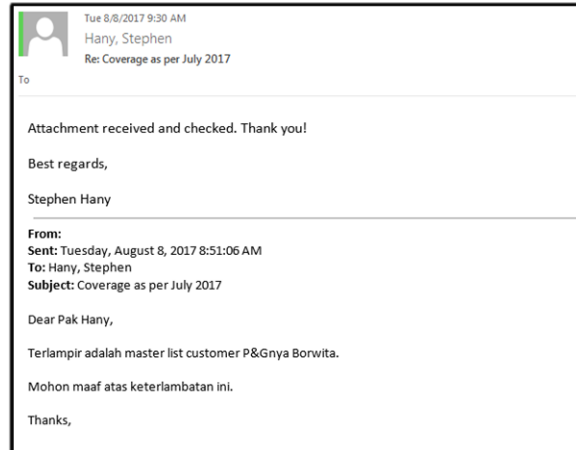 Tue 8/8/2017 9:30 AM
Hany, Stephen
Re: Coverage as per July 2017
To
Attachment received and checked. Thank you!
Best regards,
Stephen Hany
From:
Sent: Tuesday, August 8, 2017 8:51:06 AM
To: Hany, Stephen
Subject: Coverage as per July 2017
Dear Pak Hany,
Terlampir adalah master list customer P&Gnya Borwita.
Mohon maaf atas keterlambatan ini.
Thanks,